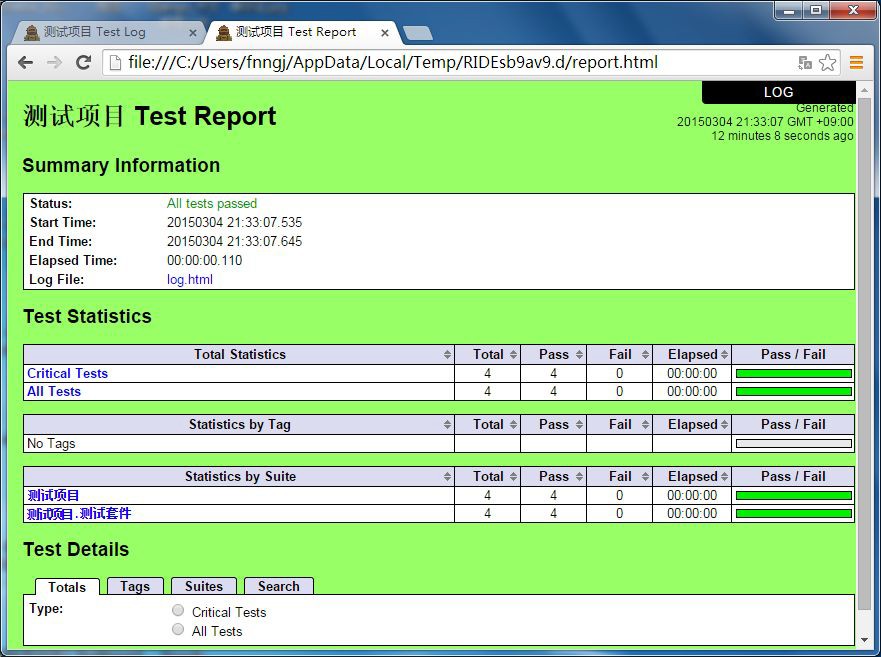 测试项目 Test Log
测试项目 Test Report
file:///C:/Users/fnngj/AppData/Local/Temp/RIDEsb9av9.d/report.html
LOG
测试项目 Test Report
Generated
20150304 21:33:07 GMT +09:00
12 minutes 8 seconds ago
Summary Information
Status: All tests passed
Start Time: 20150304 21:33:07.535
End Time: 20150304 21:33:07.645
Elapsed Time: 00:00:00.110
Log File: log.html
Test Statistics
Total Statistics Total Pass Fail Elapsed Pass / Fail
Critical Tests 4 4 0 00:00:00
All Tests 4 4 0 00:00:00
Statistics by Tag Total Pass Fail Elapsed Pass / Fail
No Tags
Statistics by Suite Total Pass Fail Elapsed Pass / Fail
测试项目 4 4 0 00:00:00
测试项目.测试套件 4 4 0 00:00:00
Test Details
Totals Tags Suites Search
Type: Critical Tests
All Tests